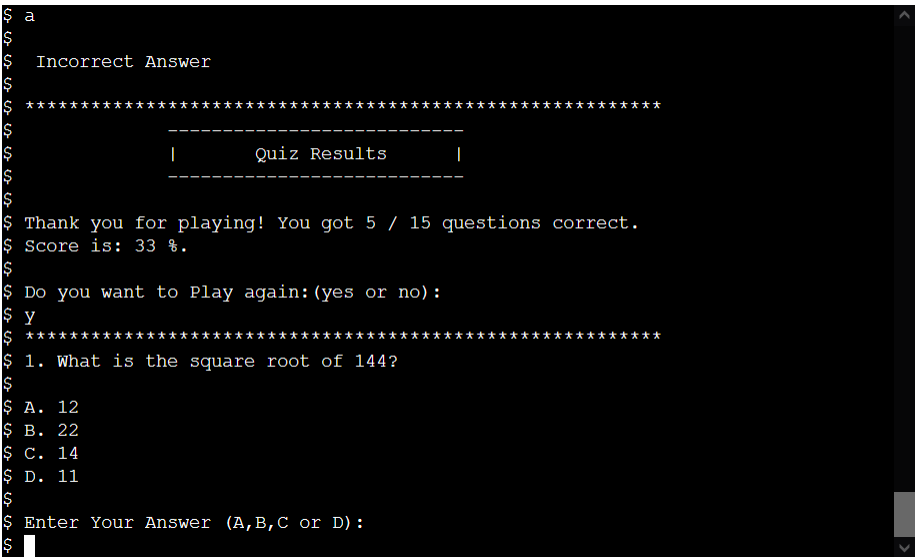 $ a
$
$  Incorrect Answer
$
$ **********************************************************
$              ---------------------------
$              |       Quiz Results      |
$              ---------------------------
$
$ Thank you for playing! You got 5 / 15 questions correct.
$ Score is: 33 %.
$
$ Do you want to Play again:(yes or no):
$ y
$ **********************************************************
$ 1. What is the square root of 144?
$
$ A. 12
$ B. 22
$ C. 14
$ D. 11
$
$ Enter Your Answer (A,B,C or D):
$